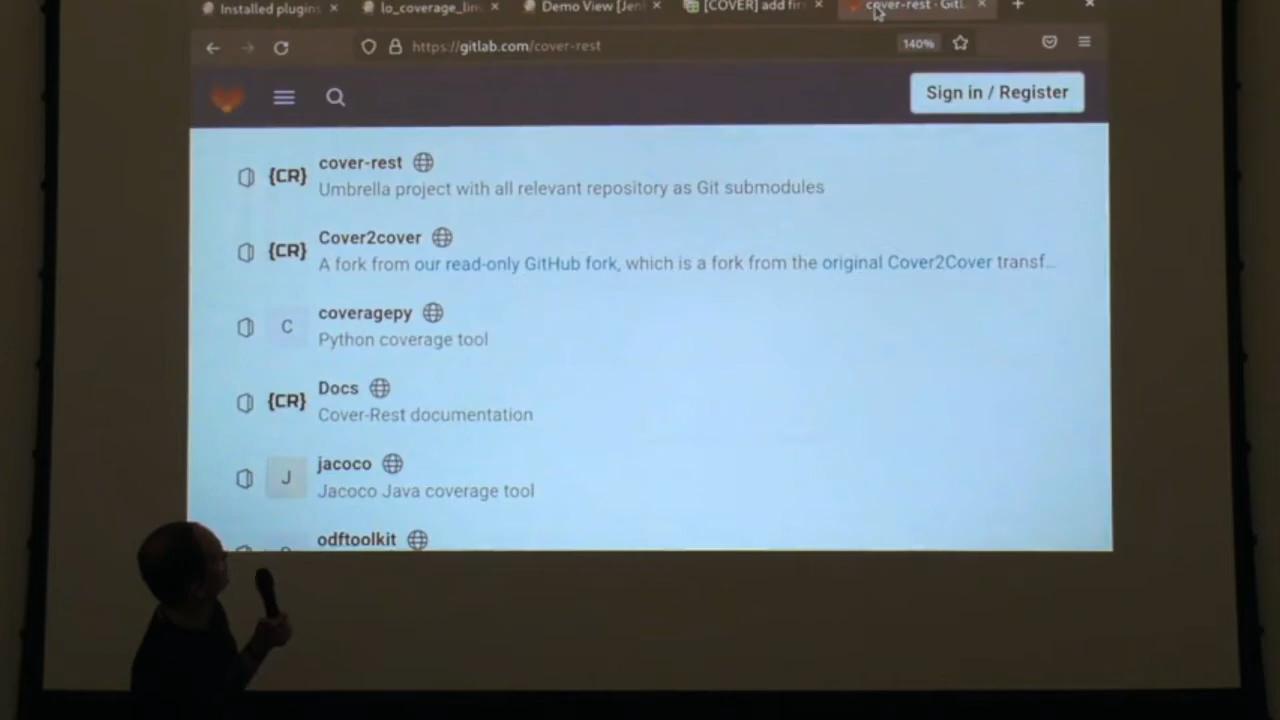 Installed plugins
lo_coverage_lin
Demo View [Jen
[COVER] add fir
cover-rest · GitL
https://gitlab.com/cover-rest
140%
Sign in / Register
{CR} cover-rest
Umbrella project with all relevant repository as Git submodules
{CR} Cover2cover
A fork from our read-only GitHub fork, which is a fork from the original Cover2Cover transf...
C coveragepy
Python coverage tool
{CR} Docs
Cover-Rest documentation
J jacoco
Jacoco Java coverage tool
odftoolkit